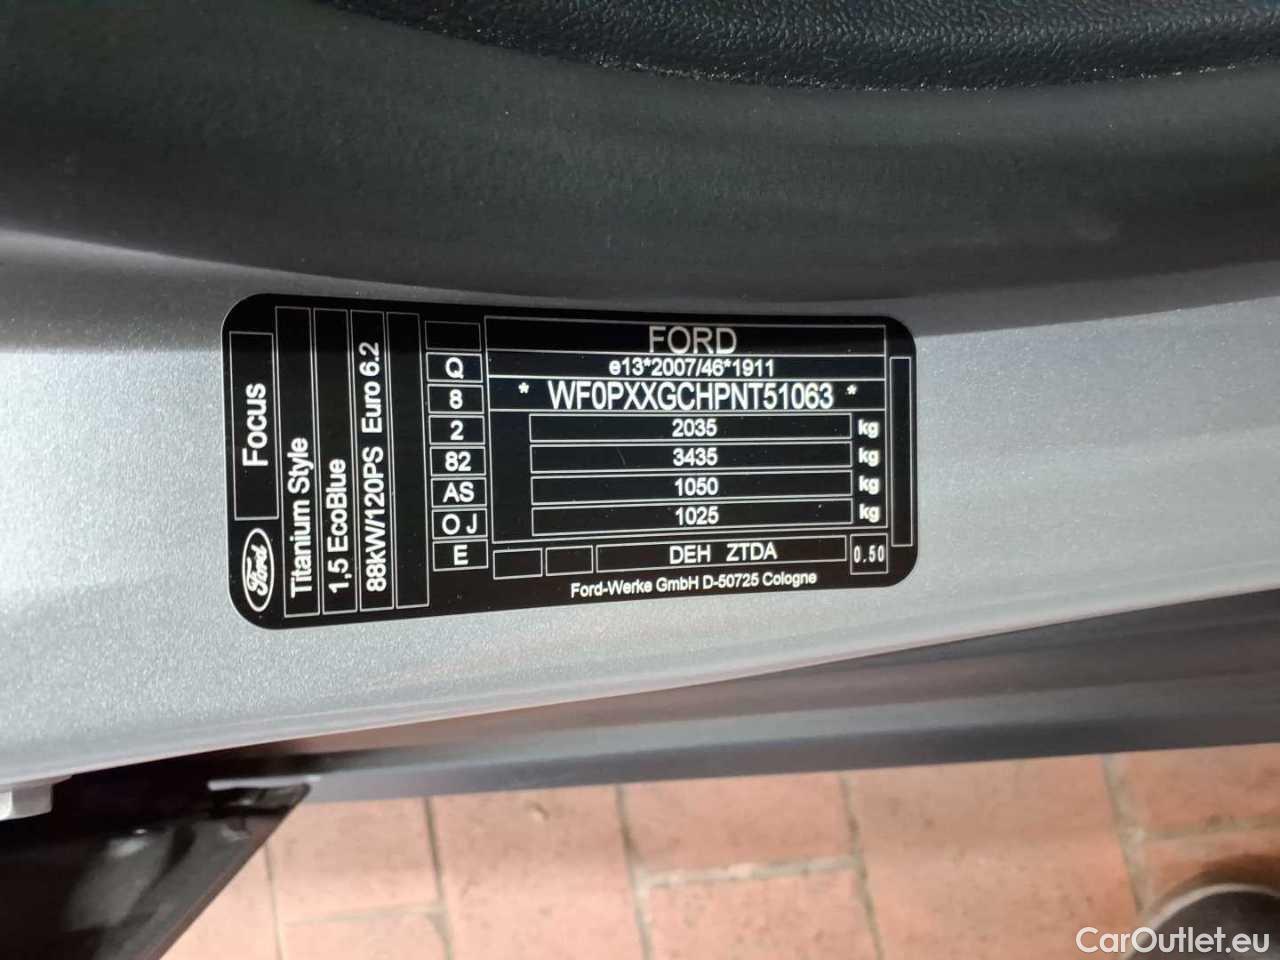 Ford
Focus
Titanium Style
1,5 EcoBlue
88kW/120PS Euro 6.2
Q
8
2
82
AS
OJ
E
FORD
e13*2007/46*1911
* WF0PXXGCHPNT51063 *
2035 kg
3435 kg
1050 kg
1025 kg
DEH ZTDA 0.50
Ford-Werke GmbH D-50725 Cologne
CarOutlet.eu